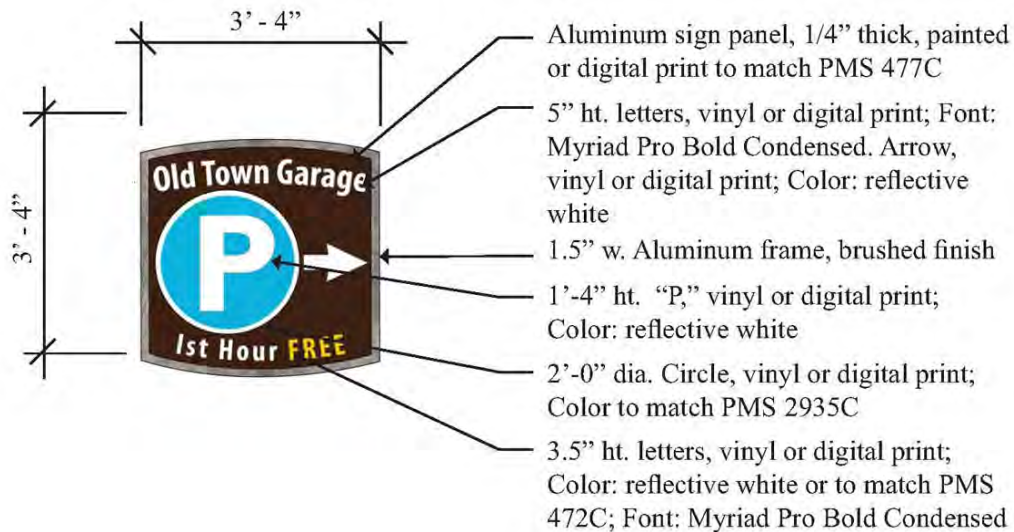 3’ - 4”
3’ - 4”
Old Town Garage
P
1st Hour FREE
Aluminum sign panel, 1/4” thick, painted
or digital print to match PMS 477C
5” ht. letters, vinyl or digital print; Font:
Myriad Pro Bold Condensed. Arrow,
vinyl or digital print; Color: reflective
white
1.5” w. Aluminum frame, brushed finish
1’-4” ht. “P,” vinyl or digital print;
Color: reflective white
2’-0” dia. Circle, vinyl or digital print;
Color to match PMS 2935C
3.5” ht. letters, vinyl or digital print;
Color: reflective white or to match PMS
472C; Font: Myriad Pro Bold Condensed